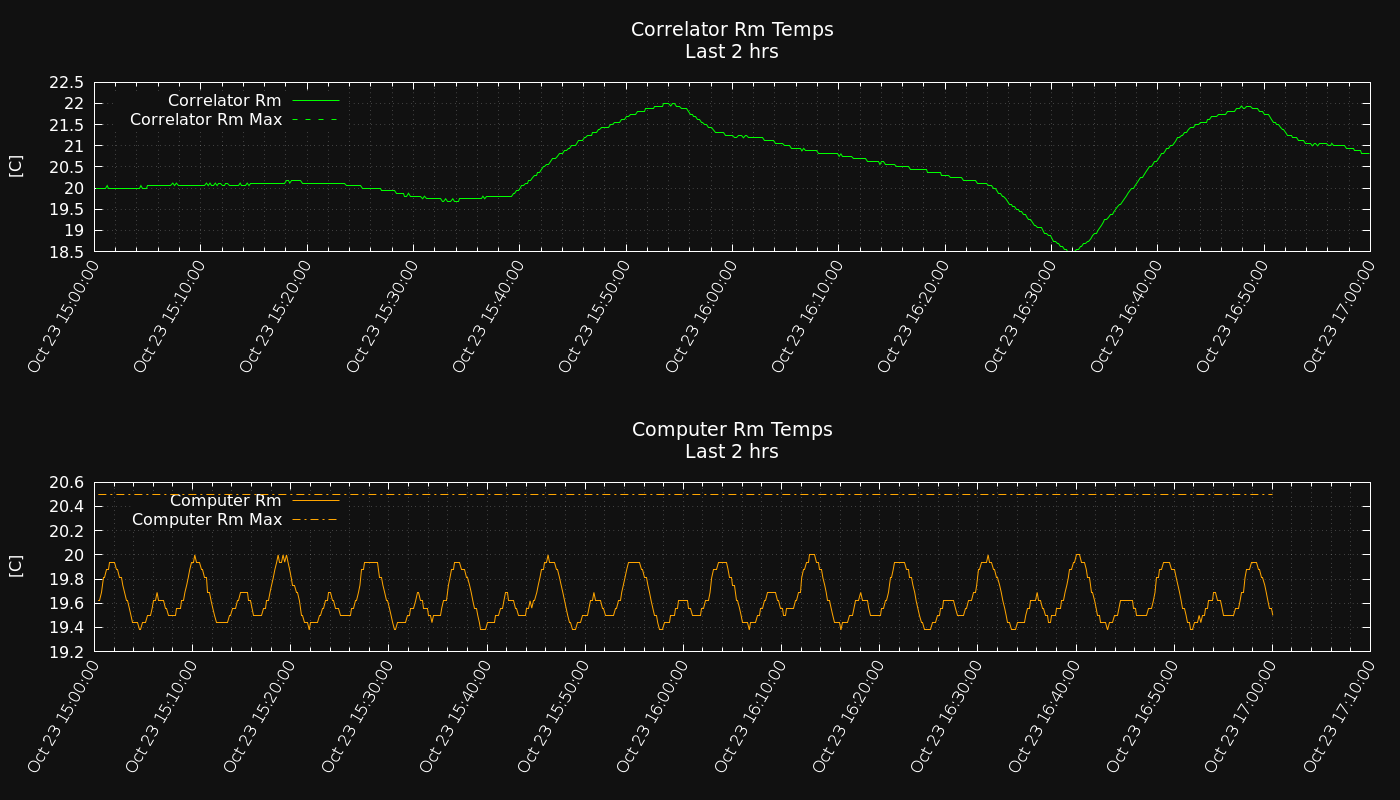 Correlator Rm Temps
Last 2 hrs
22.5
22
21.5
21
20.5
20
19.5
19
18.5
[C]
Correlator Rm
Correlator Rm Max
Oct 23 15:00:00
Oct 23 15:10:00
Oct 23 15:20:00
Oct 23 15:30:00
Oct 23 15:40:00
Oct 23 15:50:00
Oct 23 16:00:00
Oct 23 16:10:00
Oct 23 16:20:00
Oct 23 16:30:00
Oct 23 16:40:00
Oct 23 16:50:00
Oct 23 17:00:00
Computer Rm Temps
Last 2 hrs
20.6
20.4
20.2
20
19.8
19.6
19.4
19.2
[C]
Computer Rm
Computer Rm Max
Oct 23 15:00:00
Oct 23 15:10:00
Oct 23 15:20:00
Oct 23 15:30:00
Oct 23 15:40:00
Oct 23 15:50:00
Oct 23 16:00:00
Oct 23 16:10:00
Oct 23 16:20:00
Oct 23 16:30:00
Oct 23 16:40:00
Oct 23 16:50:00
Oct 23 17:00:00
Oct 23 17:10:00